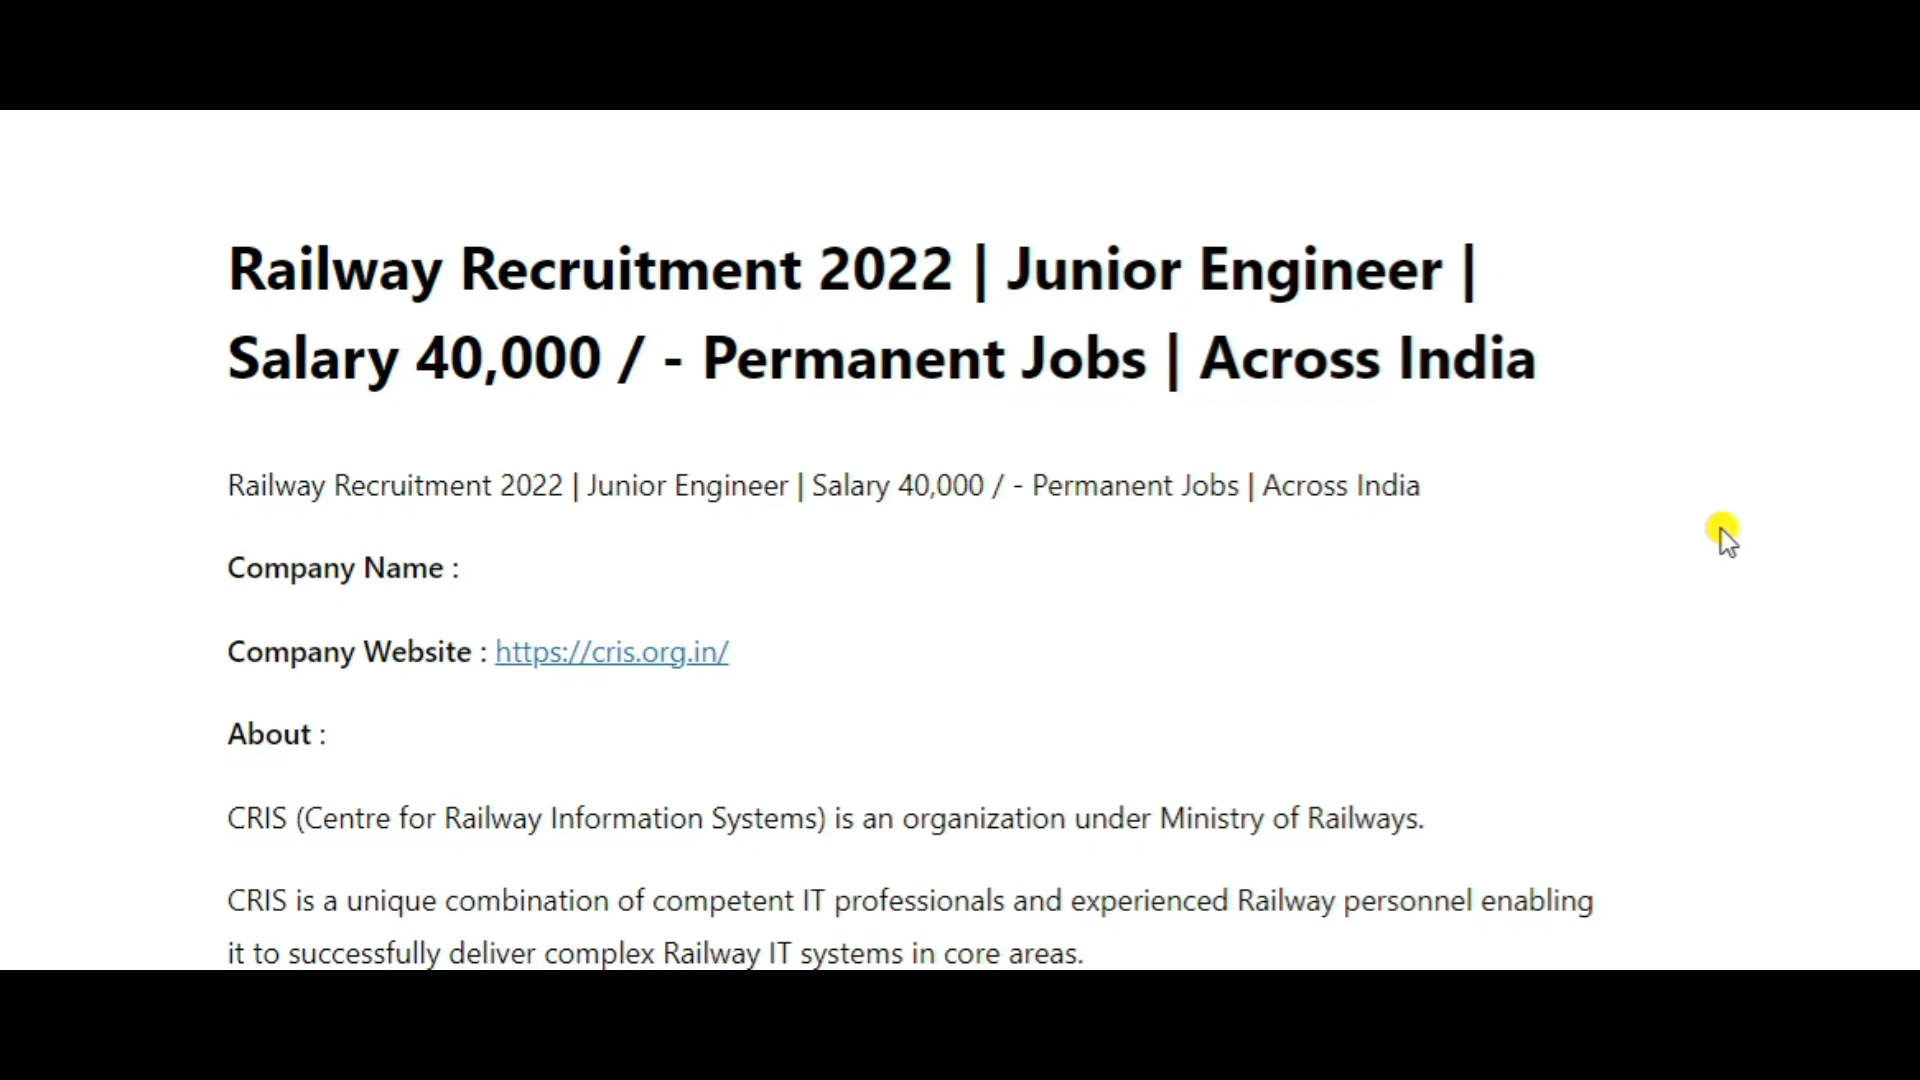 Railway Recruitment 2022 | Junior Engineer |
Salary 40,000 / - Permanent Jobs | Across India
Railway Recruitment 2022 | Junior Engineer | Salary 40,000 / - Permanent Jobs | Across India
Company Name :
Company Website : https://cris.org.in/
About :
CRIS (Centre for Railway Information Systems) is an organization under Ministry of Railways.
CRIS is a unique combination of competent IT professionals and experienced Railway personnel enabling
it to successfully deliver complex Railway IT systems in core areas.